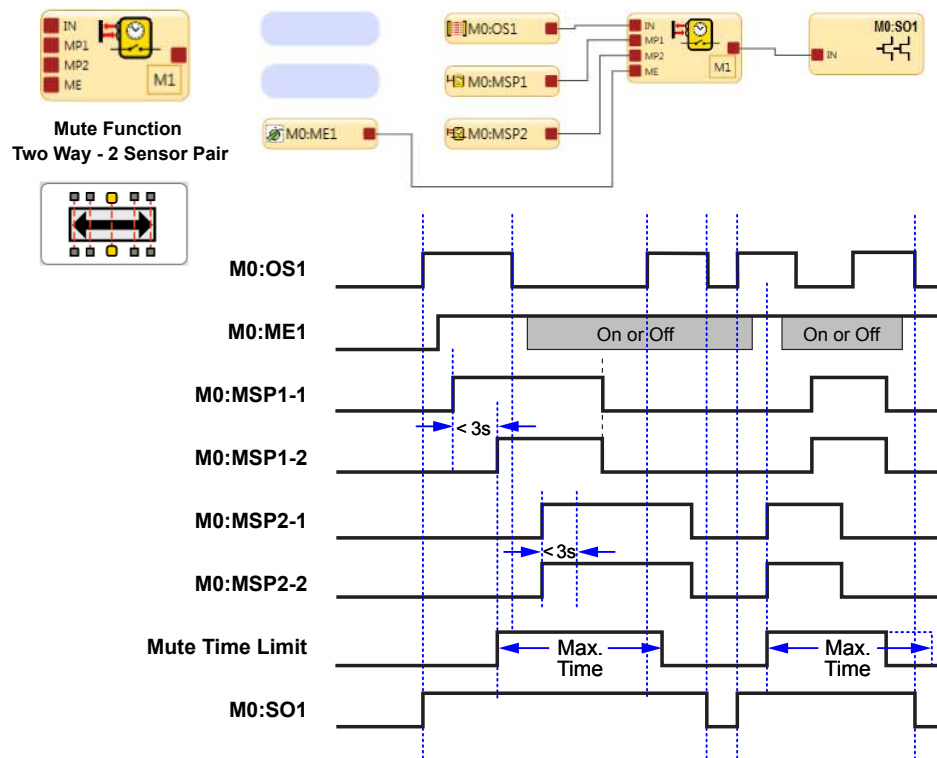 IN
MP1
MP2
ME
M1
Mute Function
Two Way - 2 Sensor Pair
M0:ME1
M0:OS1
M0:MSP1
M0:MSP2
IN
MP1
MP2
ME
M1
M0:SO1
IN
M0:OS1
M0:ME1
On or Off
On or Off
M0:MSP1-1
< 3s
M0:MSP1-2
M0:MSP2-1
< 3s
M0:MSP2-2
Mute Time Limit
Max.
Time
Max.
Time
M0:SO1